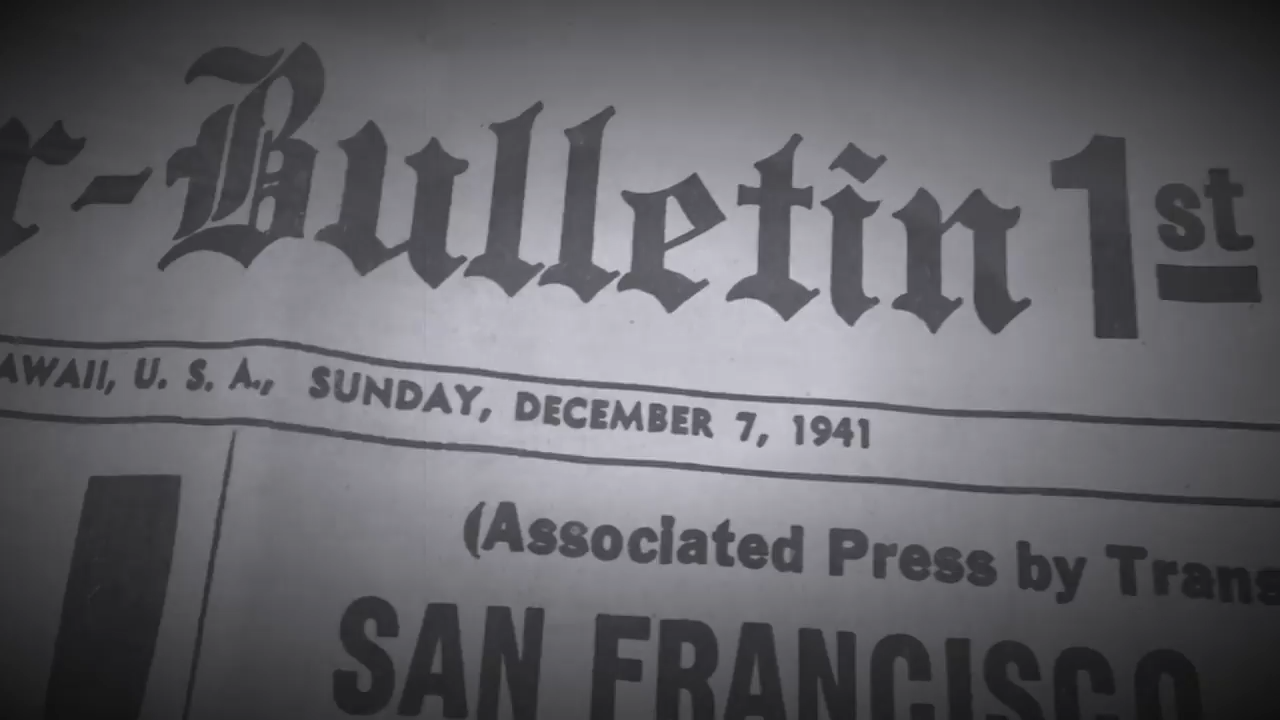 r-Bulletin 1st
AWAII, U. S. A., SUNDAY, DECEMBER 7, 1941
(Associated Press by Trans
SAN FRANCISCO